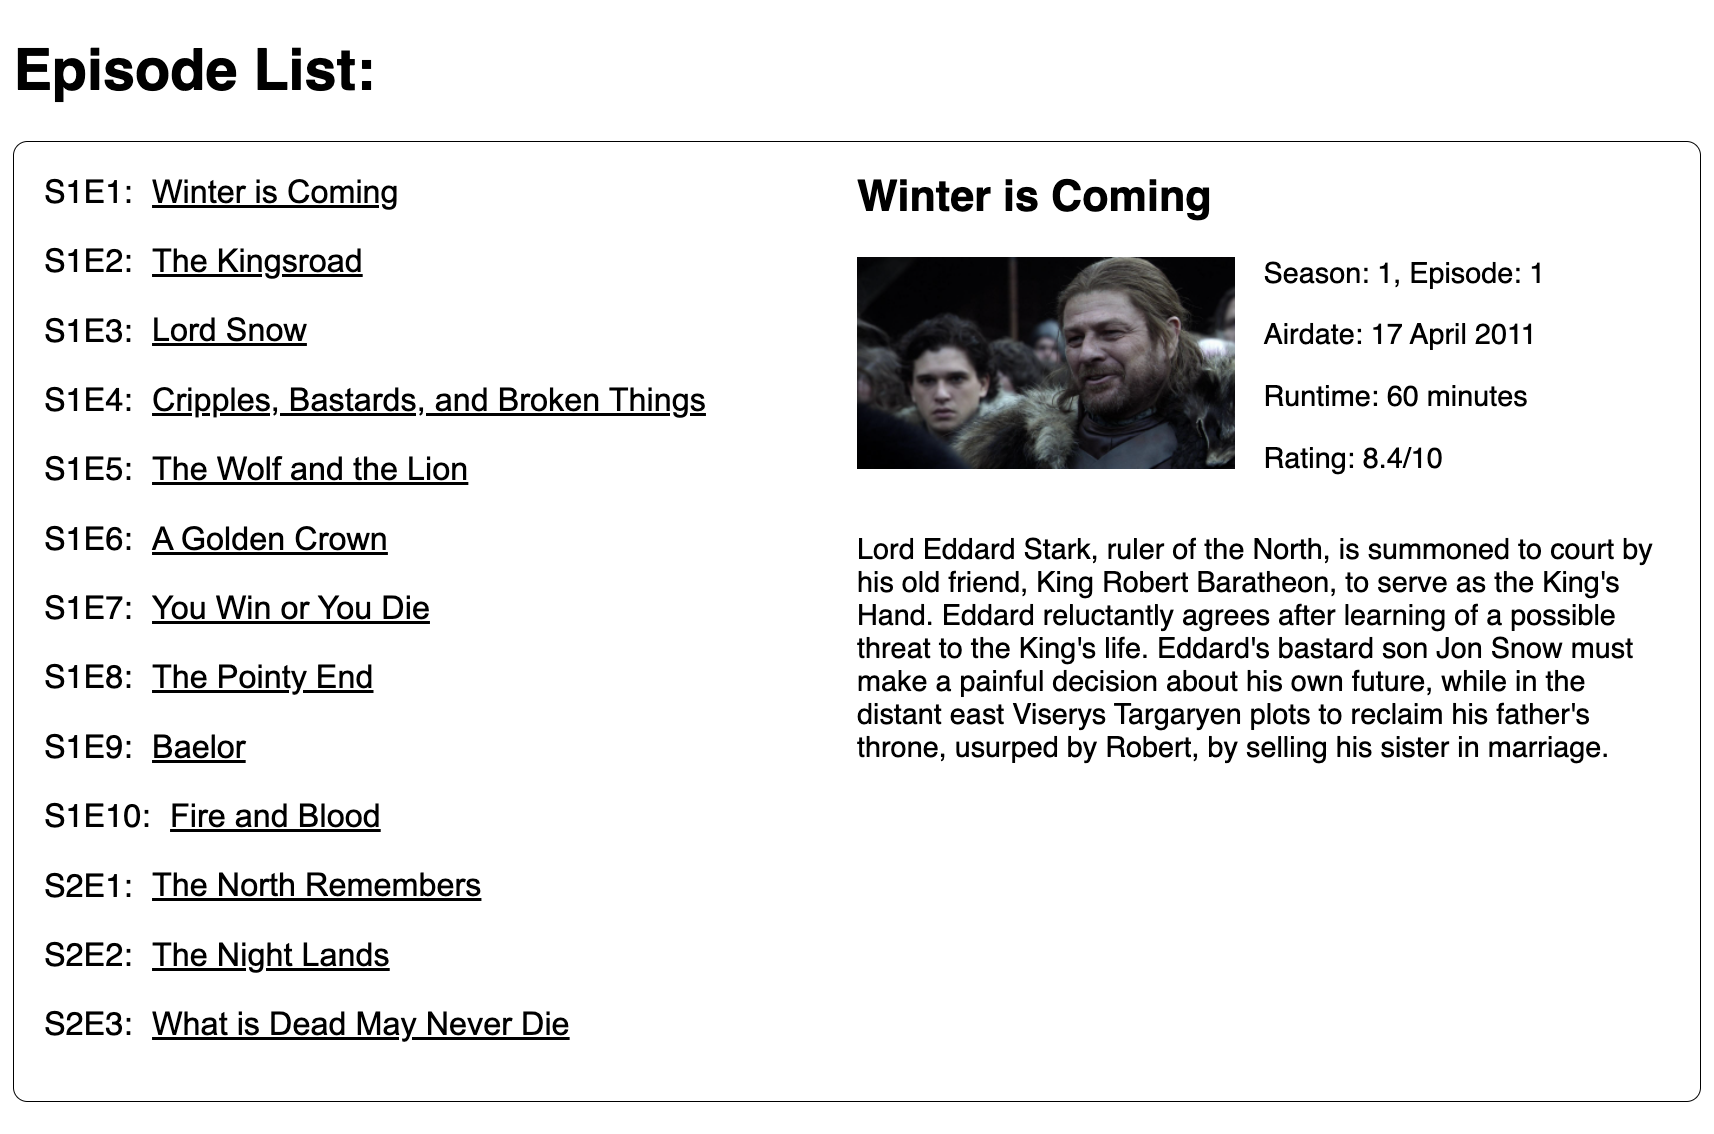 Episode List:
S1E1: Winter is Coming
S1E2: The Kingsroad
S1E3: Lord Snow
S1E4: Cripples, Bastards, and Broken Things
S1E5: The Wolf and the Lion
S1E6: A Golden Crown
S1E7: You Win or You Die
S1E8: The Pointy End
S1E9: Baelor
S1E10: Fire and Blood
S2E1: The North Remembers
S2E2: The Night Lands
S2E3: What is Dead May Never Die
Winter is Coming
Season: 1, Episode: 1
Airdate: 17 April 2011
Runtime: 60 minutes
Rating: 8.4/10
Lord Eddard Stark, ruler of the North, is summoned to court by
his old friend, King Robert Baratheon, to serve as the King's
Hand. Eddard reluctantly agrees after learning of a possible
threat to the King's life. Eddard's bastard son Jon Snow must
make a painful decision about his own future, while in the
distant east Viserys Targaryen plots to reclaim his father's
throne, usurped by Robert, by selling his sister in marriage.